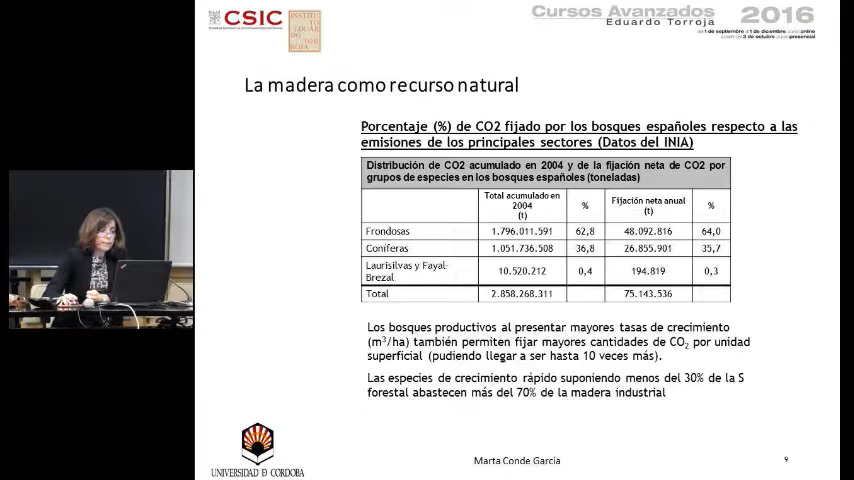 CSIC
INSTITU
TO
EDUAR
DO TOR
ROJA
Cursos Avanzados
Eduardo Torroja
2016
La madera como recurso natural
Porcentaje (%) de CO2 fijado por los bosques españoles respecto a las
emisiones de los principales sectores (Datos del INIA)
Distribución de CO2 acumulado en 2004 y de la fijación neta de CO2 por
grupos de especies en los bosques españoles (toneladas)
Total acumulado en
2004
(t)
%
Fijación neta anual
(t)
%
Frondosas 1.796.011.591 62,8 48.092.816 64,0
Coníferas 1.051.736.508 36,8 26.855.901 35,7
Laurisilvas y Fayal-
Brezal 10.520.212 0,4 194.819 0,3
Total 2.858.268.311 75.143.536
Los bosques productivos al presentar mayores tasas de crecimiento
(m³/ha) también permiten fijar mayores cantidades de CO₂ por unidad
superficial (pudiendo llegar a ser hasta 10 veces más).
Las especies de crecimiento rápido suponiendo menos del 30% de la S
forestal abastecen más del 70% de la madera industrial
UNIVERSIDAD D CORDOBA
Marta Conde García
9